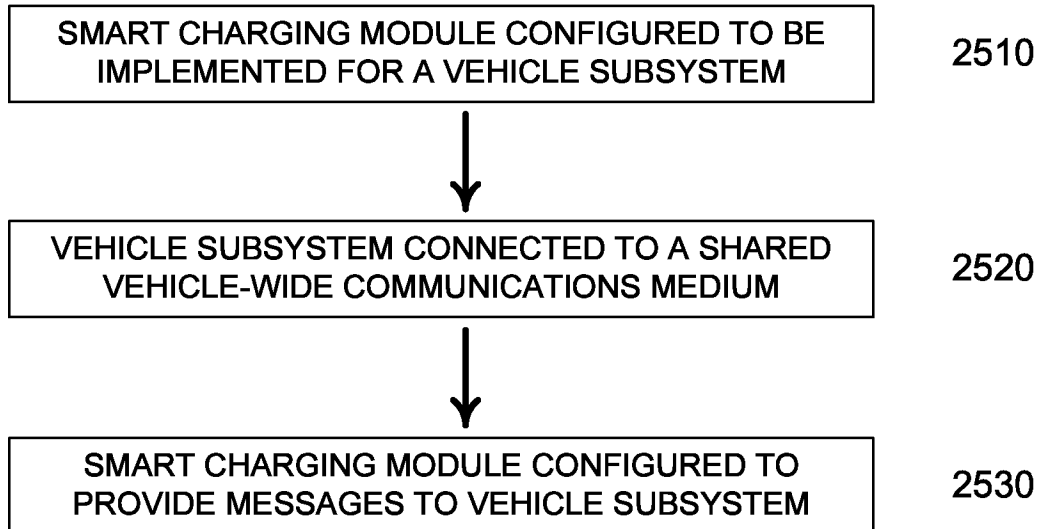 SMART CHARGING MODULE CONFIGURED TO BE
IMPLEMENTED FOR A VEHICLE SUBSYSTEM
2510
VEHICLE SUBSYSTEM CONNECTED TO A SHARED
VEHICLE-WIDE COMMUNICATIONS MEDIUM
2520
SMART CHARGING MODULE CONFIGURED TO
PROVIDE MESSAGES TO VEHICLE SUBSYSTEM
2530